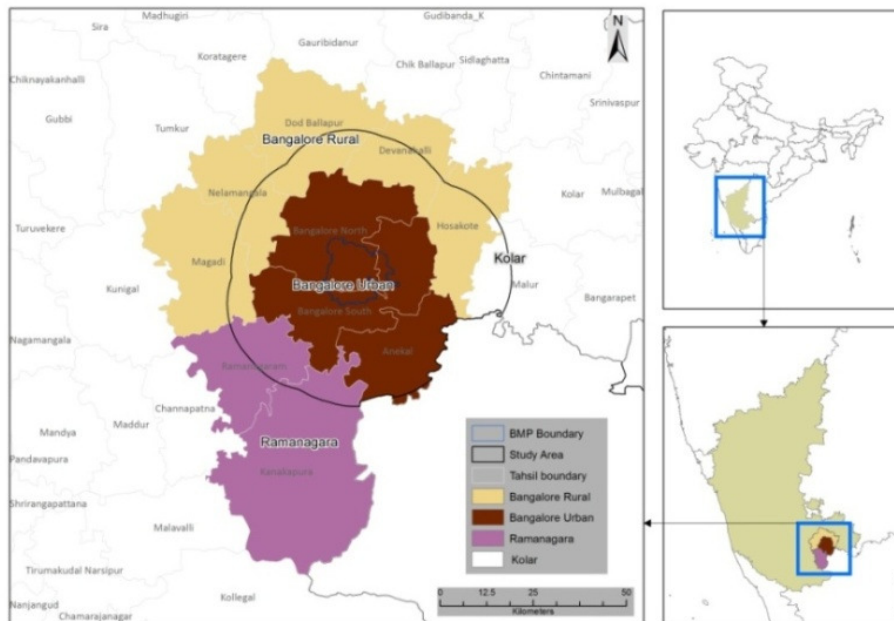 Madhugiri
Gudibanda_K
Sira
Gauribidanur
N
Koratagere
Chik Ballapur
Sidlaghatta
Chiknayakanhalli
Chintamani
Gubbi
Srinivaspur
Tumkur
Dod Ballapur
Bangalore Rural
Devanahalli
Nelamangala
Kolar
Mulbagal
Turuvekere
Bangalore North
Hosakote
Magadi
Kolar
Kunigal
Bangalore Urban
Malur
Bangarapet
Bangalore South
Nagamangala
Anekal
Channapatna
Maddur
Mandya
Ramanagara
Pandavapura
Kanakapura
Shrirangapattana
Malavalli
Tirumakudal Narsipur
Kollegal
Nanjangud
Chamarajanagar
BMP Boundary
Study Area
Tahsil boundary
Bangalore Rural
Bangalore Urban
Ramanagara
Kolar
0 12.5 25 50
Kilometers